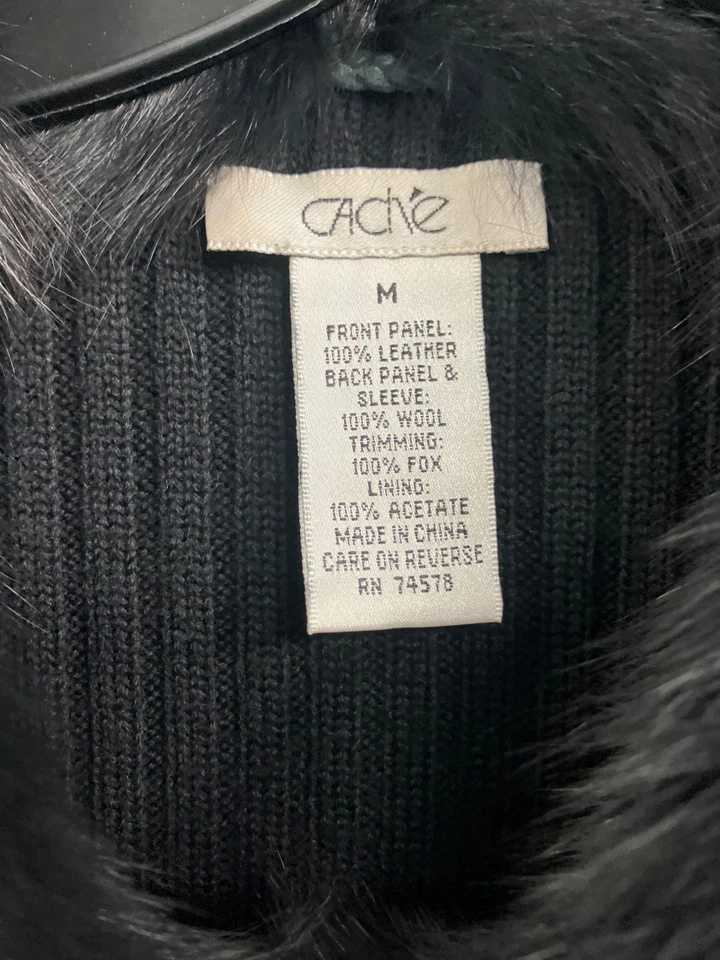 CAché
M
FRONT PANEL:
100% LEATHER
BACK PANEL &
SLEEVE:
100% WOOL
TRIMMING:
100% FOX
LINING:
100% ACETATE
MADE IN CHINA
CARE ON REVERSE
RN 74578